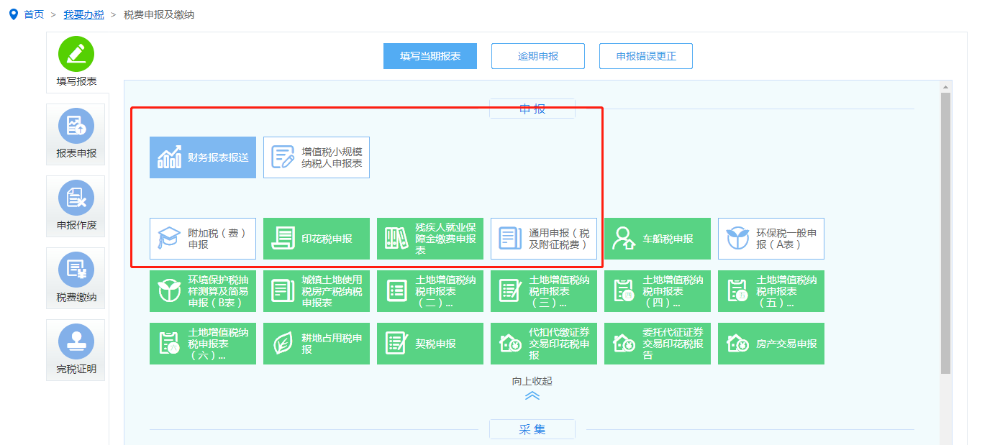 首页 > 我要办税 > 税费申报及缴纳
填写报表
报表申报
申报作废
税费缴纳
完税证明
填写当期报表
逾期申报
申报错误更正
申 报
财务报表报送
增值税小规模
纳税人申报表
附加税（费）
申报
印花税申报
残疾人就业保
障金缴费申报
表
通用申报（税
及附征税费）
车船税申报
环保税一般申
报（A表）
环境保护税抽
样测算及简易
申报（B表）
城镇土地使用
税房产税纳税
申报表
土地增值税纳
税申报表
（二）...
土地增值税纳
税申报表
（三）...
土地增值税纳
税申报表
（四）...
四
土地增值税纳
税申报表
（五）...
五
土地增值税纳
税申报表
（六）...
六
耕地占用税申
报
契税申报
代扣代缴证券
交易印花税申
报
委托代征证券
交易印花税报
告
房产交易申报
向上收起
采 集